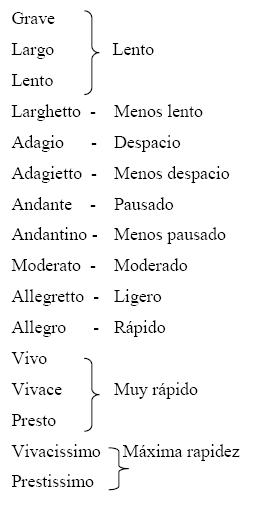 Grave
Largo Lento
Lento
Larghetto - Menos lento
Adagio - Despacio
Adagietto - Menos despacio
Andante - Pausado
Andantino - Menos pausado
Moderato - Moderado
Allegretto - Ligero
Allegro - Rápido
Vivo
Vivace Muy rápido
Presto
Vivacissimo Máxima rapidez
Prestissimo